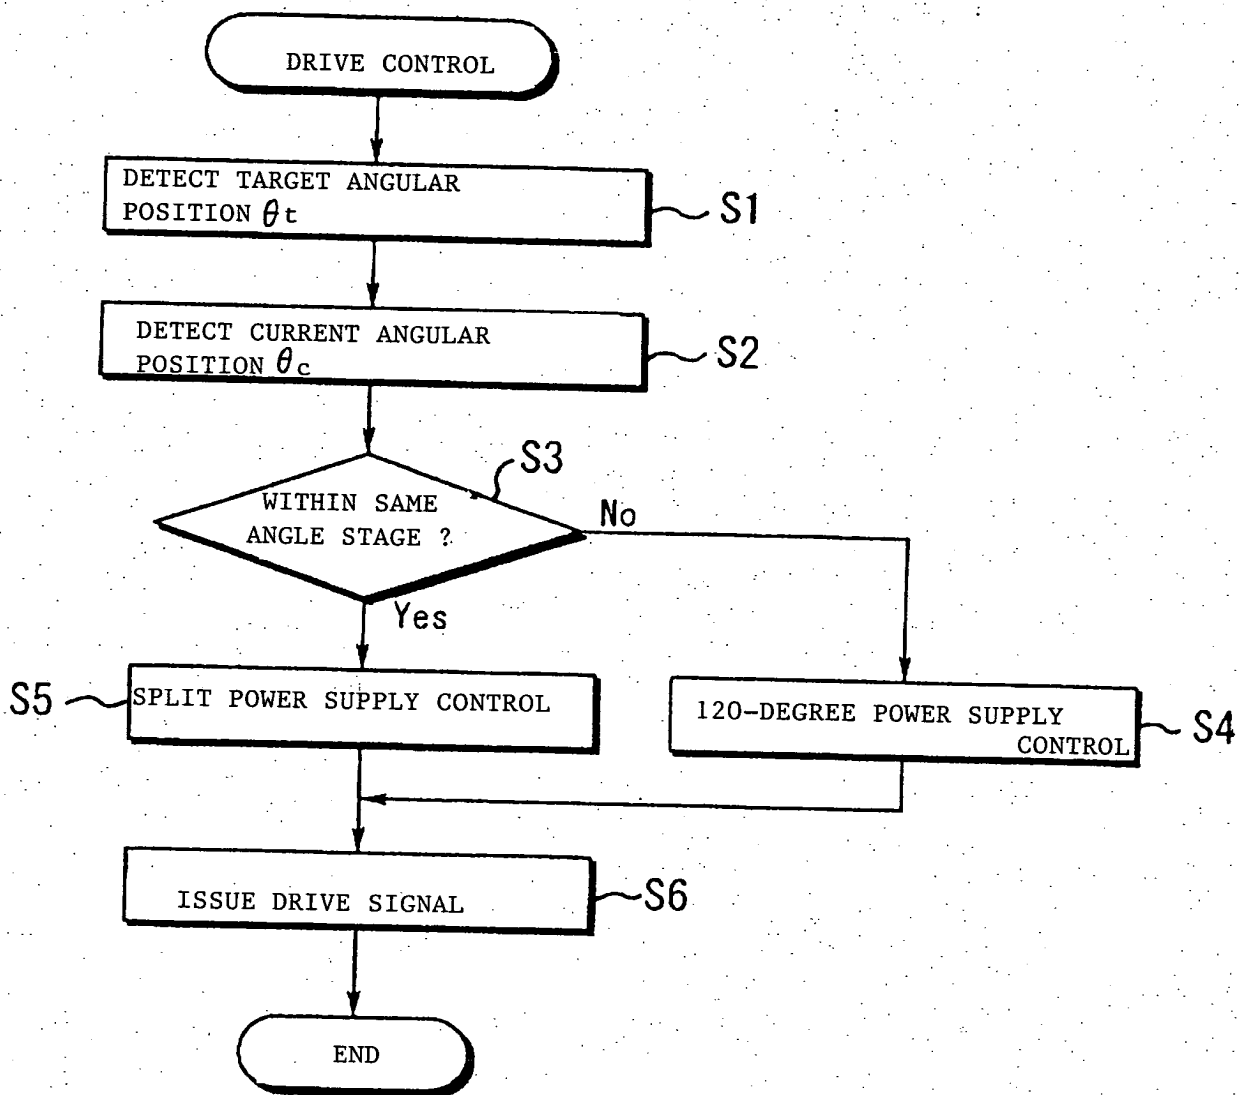 DRIVE CONTROL
DETECT TARGET ANGULAR
POSITION θt
S1
DETECT CURRENT ANGULAR
POSITION θc
S2
S3
WITHIN SAME
ANGLE STAGE ?
No
Yes
S5
SPLIT POWER SUPPLY CONTROL
120-DEGREE POWER SUPPLY
CONTROL
S4
ISSUE DRIVE SIGNAL
S6
END